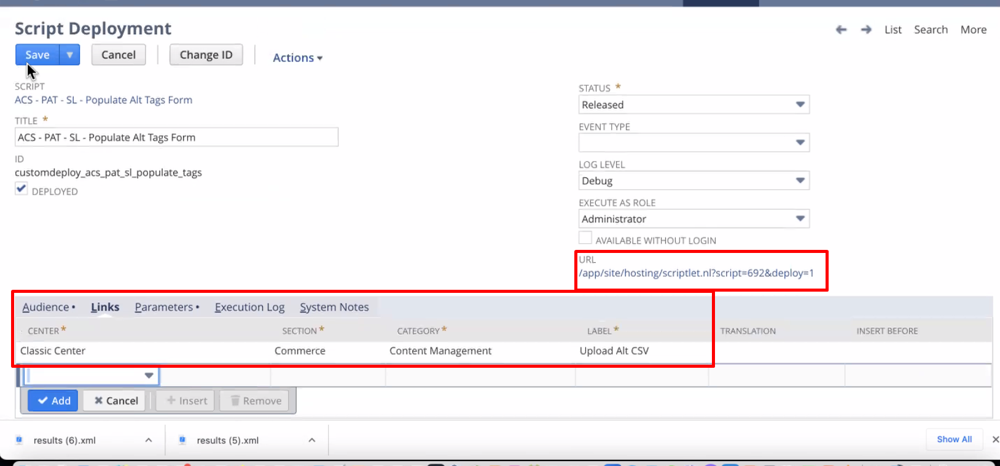 Script Deployment
List Search More
Save Cancel Change ID Actions
SCRIPT
ACS - PAT - SL - Populate Alt Tags Form
TITLE *
ACS - PAT - SL - Populate Alt Tags Form
ID
customdeploy_acs_pat_sl_populate_tags
DEPLOYED
STATUS *
Released
EVENT TYPE
LOG LEVEL
Debug
EXECUTE AS ROLE
Administrator
AVAILABLE WITHOUT LOGIN
URL
/app/site/hosting/scriptlet.nl?script=692&deploy=1
Audience • Links Parameters • Execution Log System Notes
CENTER * SECTION * CATEGORY * LABEL * TRANSLATION INSERT BEFORE
Classic Center Commerce Content Management Upload Alt CSV
Add Cancel Insert Remove
results (6).xml results (5).xml Show All